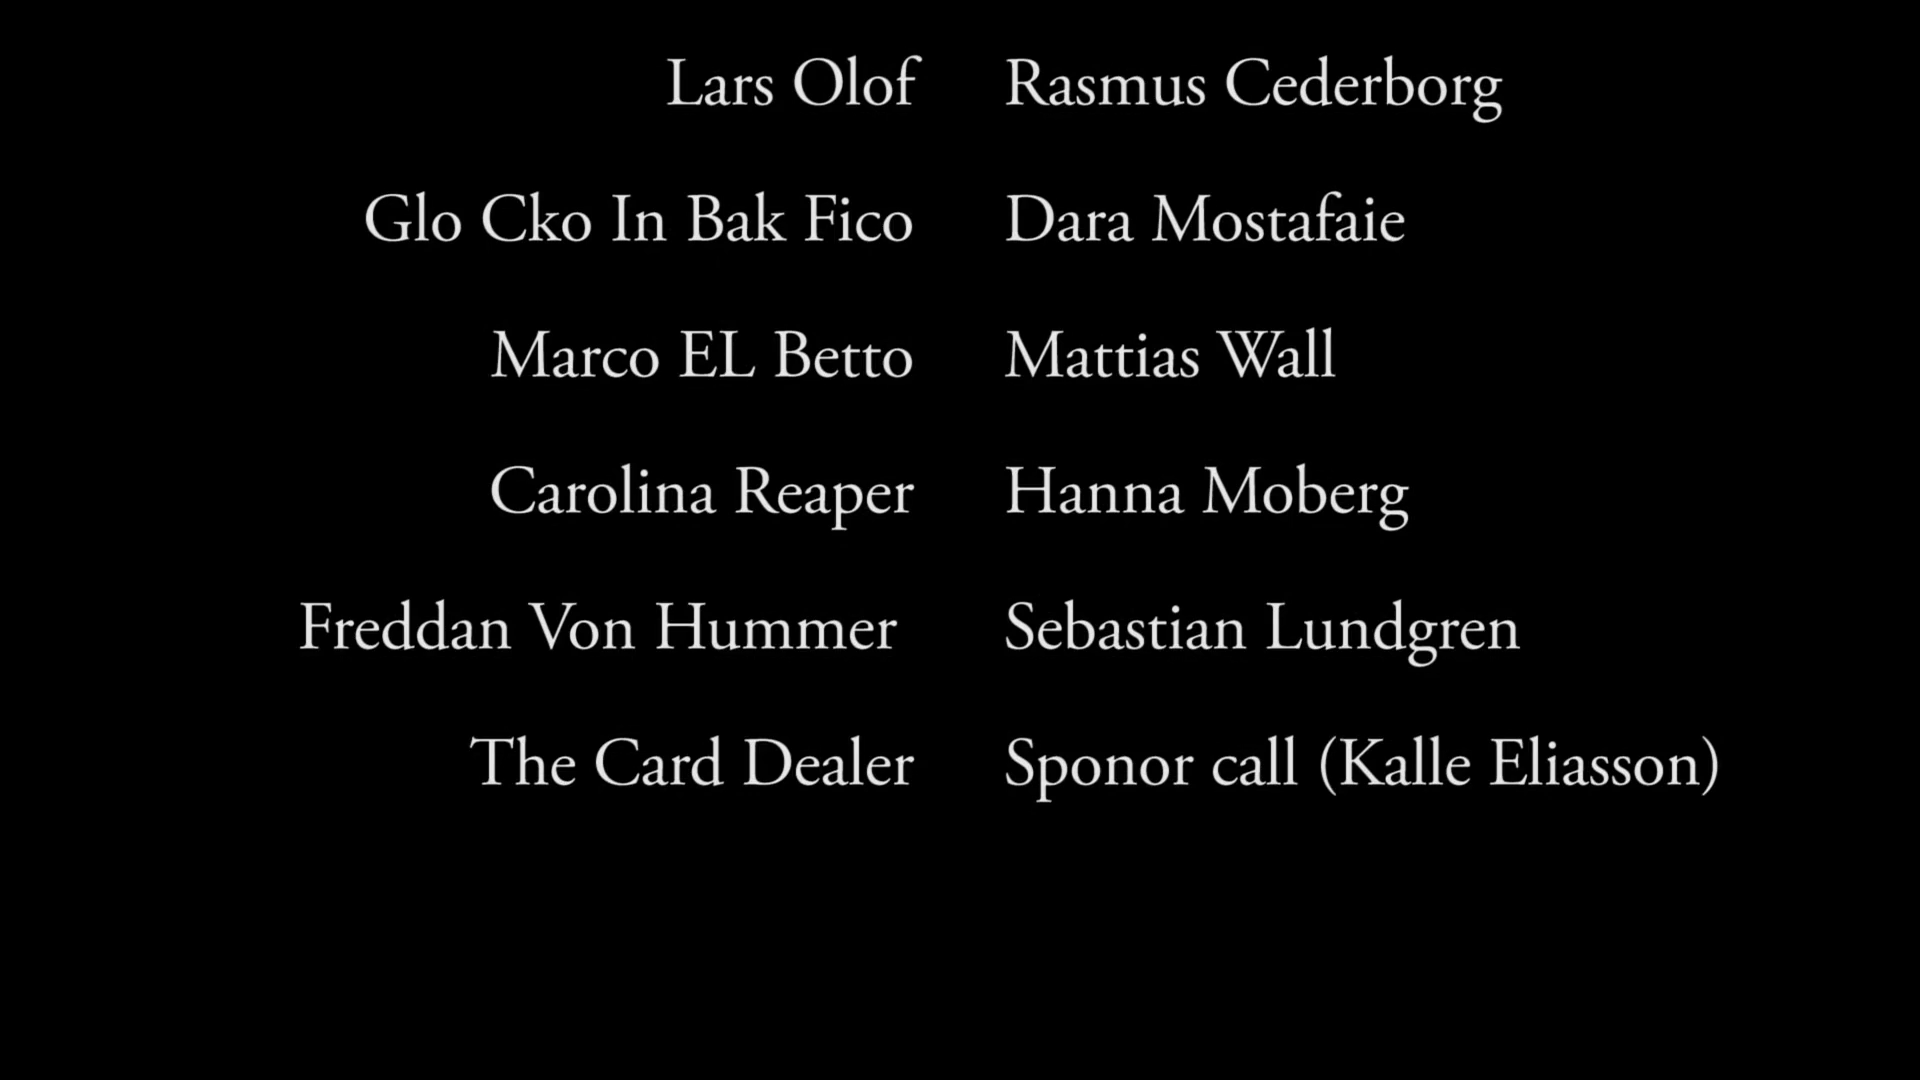 Lars Olof Rasmus Cederborg
Glo Cko In Bak Fico Dara Mostafaie
Marco EL Betto Mattias Wall
Carolina Reaper Hanna Moberg
Freddan Von Hummer Sebastian Lundgren
The Card Dealer Sponor call (Kalle Eliasson)